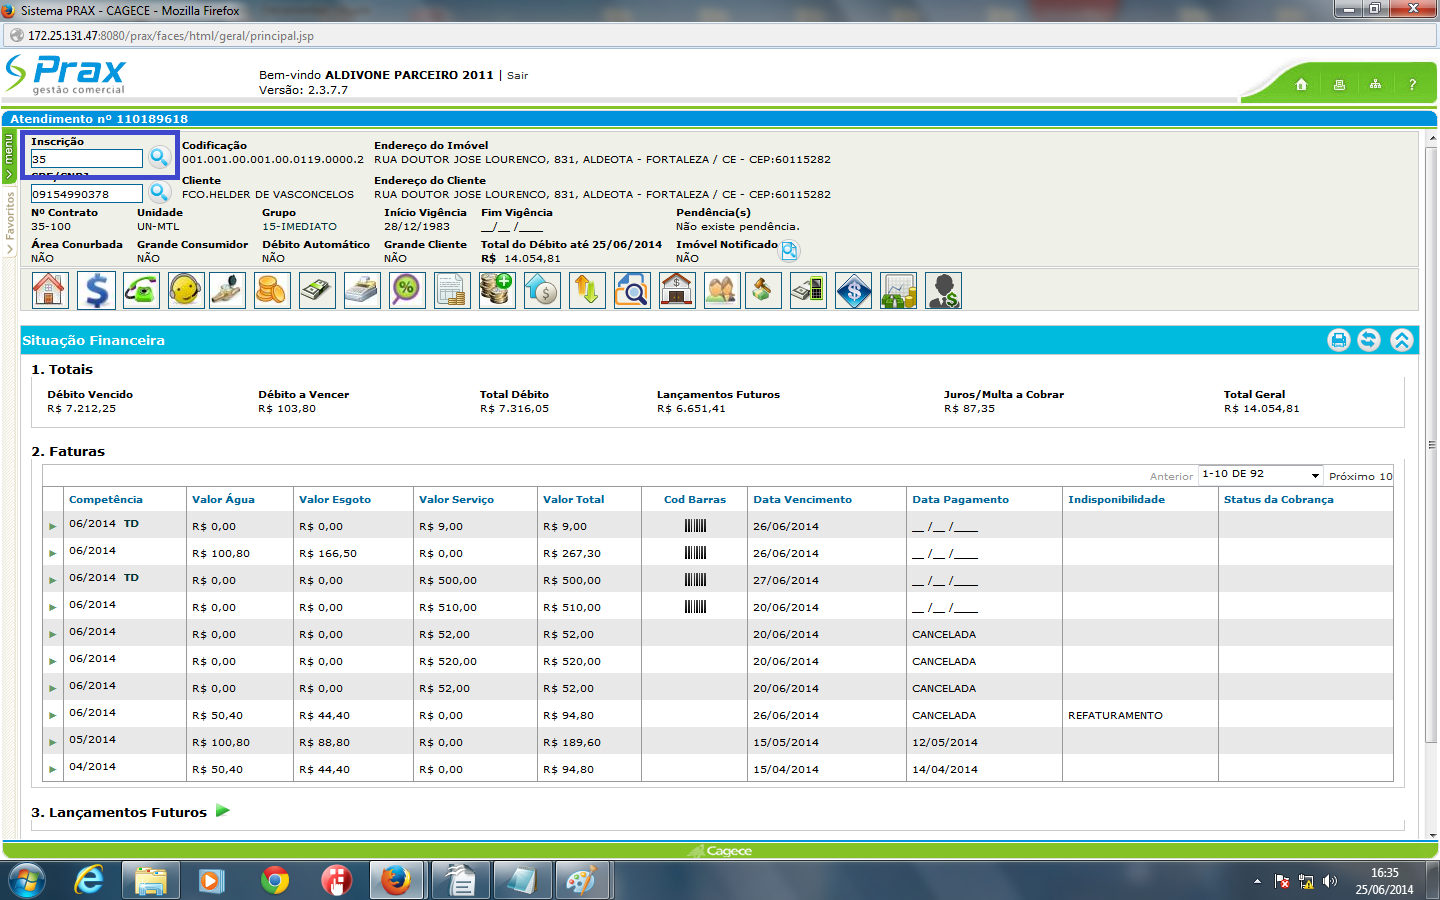 Sistema PRAX - CAGECE - Mozilla Firefox
172.25.131.47:8080/prax/faces/html/geral/principal.jsp
Prax
gestão comercial
Bem-vindo ALDIVONE PARCEIRO 2011 | Sair
Versão: 2.3.7.7
?
Atendimento nº 110189618
menu
Favoritos
Inscrição Codificação Endereço do Imóvel
35 001.001.00.001.00.0119.0000.2 RUA DOUTOR JOSE LOURENCO, 831, ALDEOTA - FORTALEZA / CE - CEP:60115282
Cliente Endereço do Cliente
09154990378 FCO.HELDER DE VASCONCELOS RUA DOUTOR JOSE LOURENCO, 831, ALDEOTA - FORTALEZA / CE - CEP:60115282
Nº Contrato Unidade Grupo Início Vigência Fim Vigência Pendência(s)
35-100 UN-MTL 15-IMEDIATO 28/12/1983 __/__ /____ Não existe pendência.
Área Conurbada Grande Consumidor Débito Automático Grande Cliente Total do Débito até 25/06/2014 Imóvel Notificado
NÃO NÃO NÃO NÃO R$ 14.054,81 NÃO
Situação Financeira
1. Totais
Débito Vencido Débito a Vencer Total Débito Lançamentos Futuros Juros/Multa a Cobrar Total Geral
R$ 7.212,25 R$ 103,80 R$ 7.316,05 R$ 6.651,41 R$ 87,35 R$ 14.054,81
2. Faturas
Anterior 1-10 DE 92 Próximo 10
Competência Valor Água Valor Esgoto Valor Serviço Valor Total Cod Barras Data Vencimento Data Pagamento Indisponibilidade Status da Cobrança
06/2014 TD R$ 0,00 R$ 0,00 R$ 9,00 R$ 9,00 26/06/2014 __ /__ /____
06/2014 R$ 100,80 R$ 166,50 R$ 0,00 R$ 267,30 26/06/2014 __ /__ /____
06/2014 TD R$ 0,00 R$ 0,00 R$ 500,00 R$ 500,00 27/06/2014 __ /__ /____
06/2014 R$ 0,00 R$ 0,00 R$ 510,00 R$ 510,00 20/06/2014 __ /__ /____
06/2014 R$ 0,00 R$ 0,00 R$ 52,00 R$ 52,00 20/06/2014 CANCELADA
06/2014 R$ 0,00 R$ 0,00 R$ 520,00 R$ 520,00 20/06/2014 CANCELADA
06/2014 R$ 0,00 R$ 0,00 R$ 52,00 R$ 52,00 20/06/2014 CANCELADA
06/2014 R$ 50,40 R$ 44,40 R$ 0,00 R$ 94,80 26/06/2014 CANCELADA REFATURAMENTO
05/2014 R$ 100,80 R$ 88,80 R$ 0,00 R$ 189,60 15/05/2014 12/05/2014
04/2014 R$ 50,40 R$ 44,40 R$ 0,00 R$ 94,80 15/04/2014 14/04/2014
3. Lançamentos Futuros
Cagece
16:35
25/06/2014